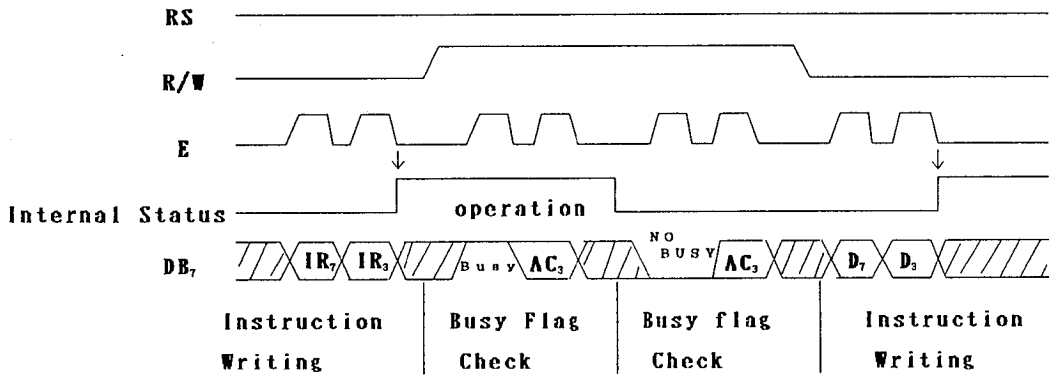 RS
R/W
E
Internal Status
operation
DB7
IR7
IR3
Busy
AC3
NO
BUSY
AC3
D7
D3
Instruction
Writing
Busy Flag
Check
Busy flag
Check
Instruction
Writing